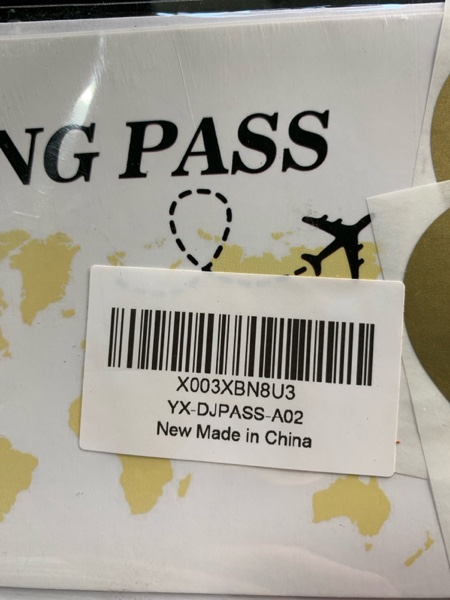 NG PASS
X003XBN8U3
YX-DJPASS-A02
New Made in China